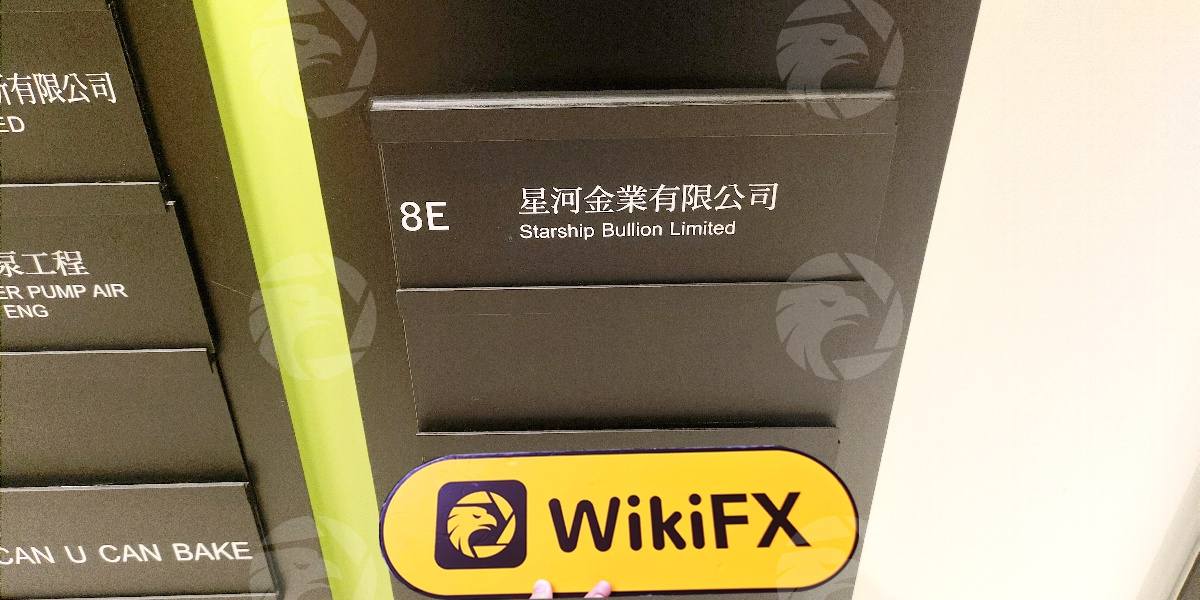 有限公司
ED
泵工程
ER PUMP AIR
ENG
CAN U CAN BAKE
8E
星河金業有限公司
Starship Bullion Limited
WikiFX